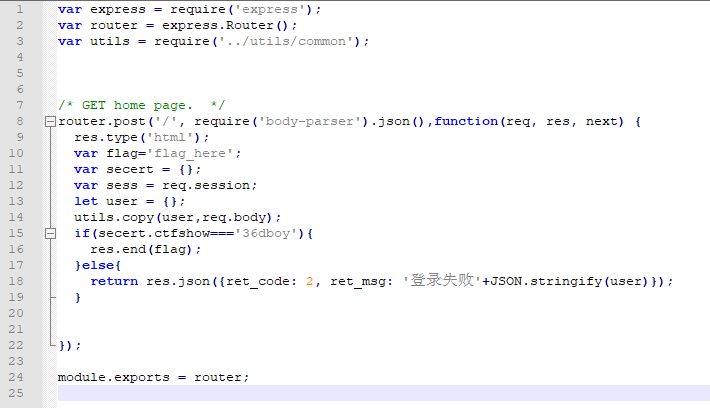 1 var express = require('express');
2 var router = express.Router();
3 var utils = require('../utils/common');
4
5
6
7 /* GET home page.  */
8 router.post('/', require('body-parser').json(),function(req, res, next) {
9   res.type('html');
10   var flag='flag_here';
11   var secert = {};
12   var sess = req.session;
13   let user = {};
14   utils.copy(user,req.body);
15   if(secert.ctfshow==='36dboy'){
16     res.end(flag);
17   }else{
18     return res.json({ret_code: 2, ret_msg: '登录失败'+JSON.stringify(user)});
19   }
20
21
22 });
23
24 module.exports = router;
25